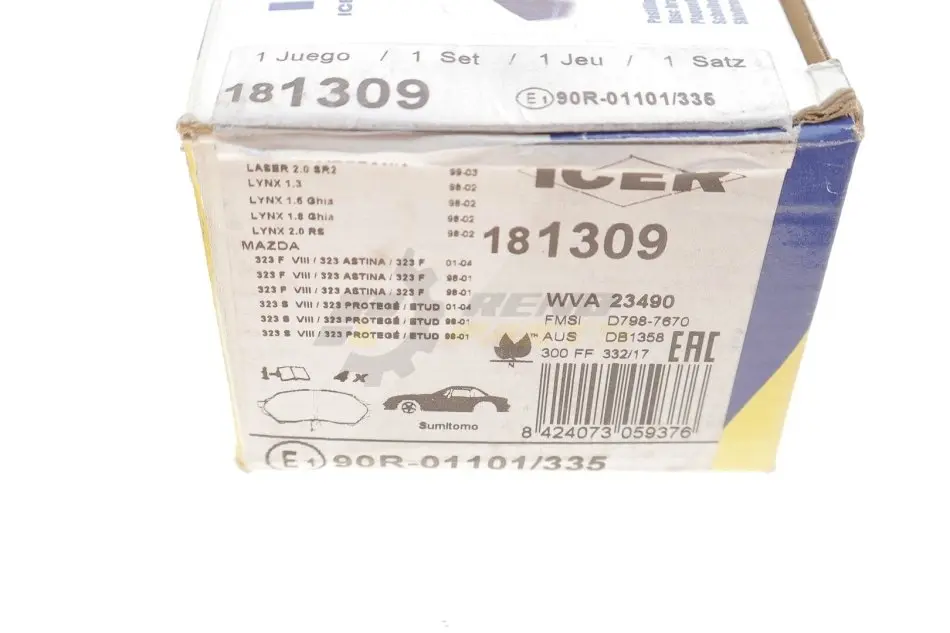 ICE
1 Juego / 1 Set / 1 Jeu / 1 Satz
181309 E1 90R-01101/335
LASER 2.0 SR2 99-03
LYNX 1.3 98-02
LYNX 1.6 Ghia 98-02
LYNX 1.8 Ghia 98-02
LYNX 2.0 RS 98-02
MAZDA
323 F VIII / 323 ASTINA / 323 F 01-04
323 F VIII / 323 ASTINA / 323 F 98-01
323 F VIII / 323 ASTINA / 323 F 98-01
323 S VIII / 323 PROTEGÉ / ETUD 01-04
323 S VIII / 323 PROTEGÉ / ETUD 98-01
323 S VIII / 323 PROTEGÉ / ETUD 98-01
4 x
Sumitomo
ICER
181309
WVA 23490
FMSI D798-7670
AUS DB1358
300 FF 332/17
EAC
8 424073 059376
E1 90R-01101/335